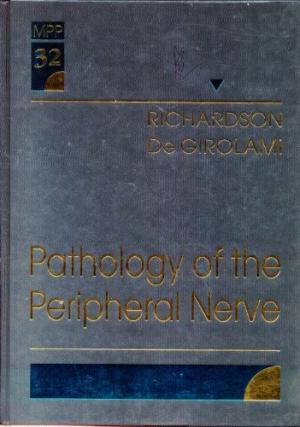 MPP
32
RICHARDSON
De GIROLAMI
Pathology of the
Peripheral Nerve